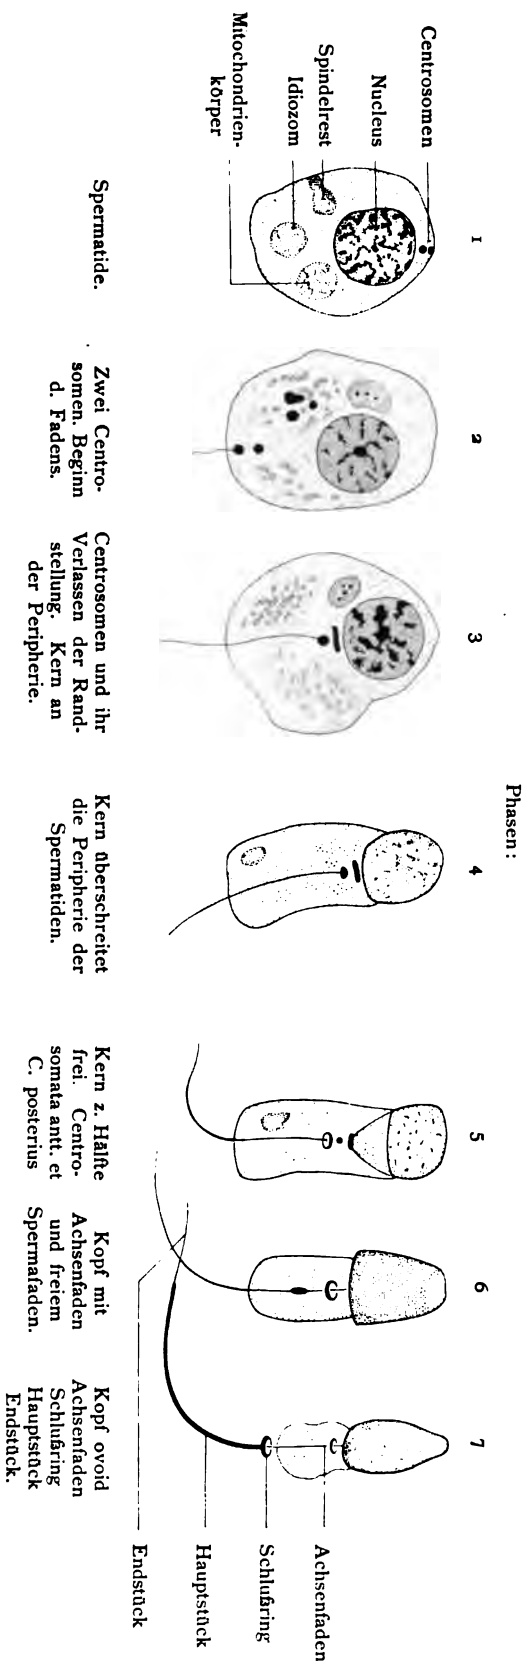 Phasen:
1
2
3
4
5
6
7
Centrosomen
Nucleus
Spindelrest
Idiozom
Mitochondrien-
körper
Achsenfaden
Schlußring
Hauptstück
Endstück
Spermatide.
Zwei Centro-
somen. Beginn
d. Fadens.
Centrosomen und ihr
Verlassen der Rand-
stellung. Kern an
der Peripherie.
Kern überschreitet
die Peripherie der
Spermatiden.
Kern z. Hälfte
frei. Centro-
somata antt. et
C. posterius
Kopf mit
Achsenfaden
und freiem
Spermafaden.
Kopf ovoid
Achsenfaden
Schlußring
Hauptstück
Endstück.